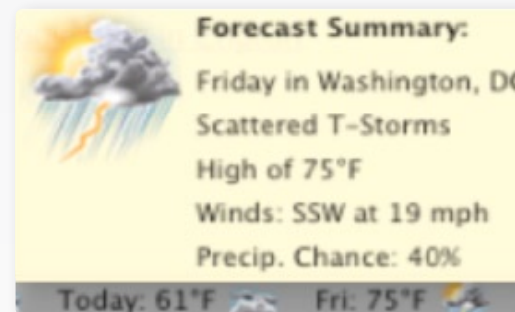 Forecast Summary:
Friday in Washington, DC
Scattered T-Storms
High of 75°F
Winds: SSW at 19 mph
Precip. Chance: 40%
Today: 61°F Fri: 75°F